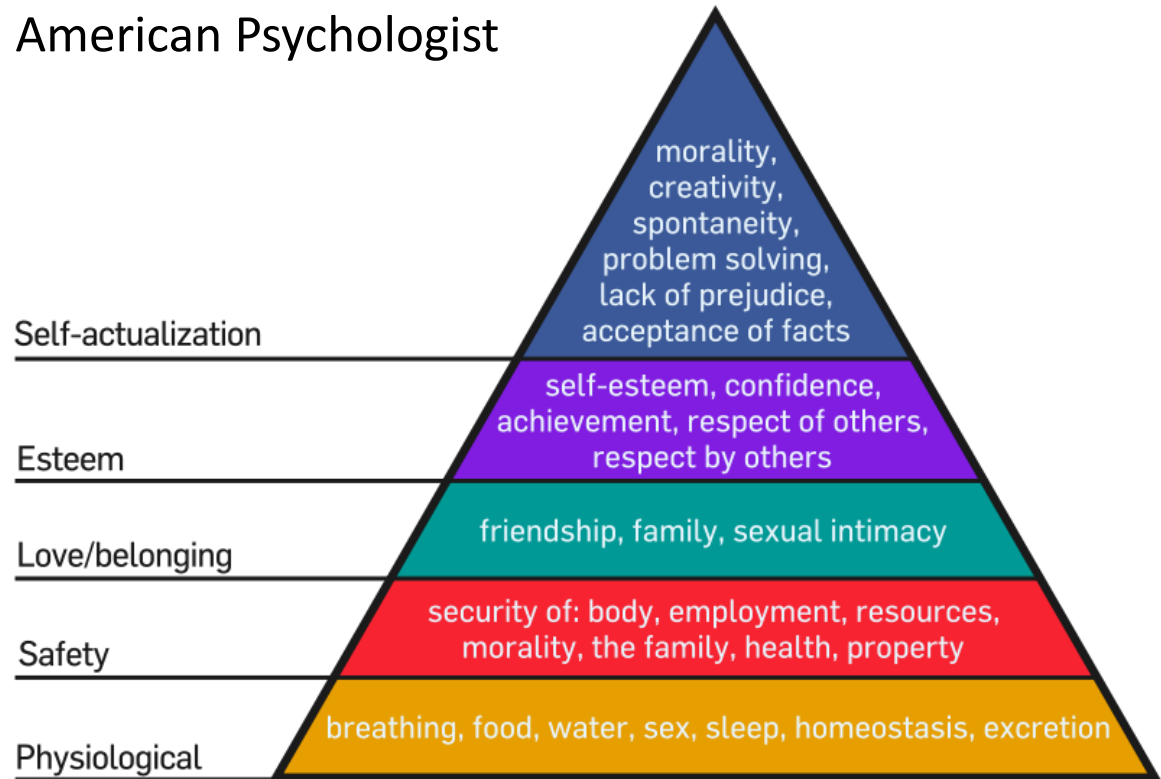 American Psychologist
morality,
creativity,
spontaneity,
problem solving,
lack of prejudice,
acceptance of facts
Self-actualization
self-esteem, confidence,
achievement, respect of others,
respect by others
Esteem
friendship, family, sexual intimacy
Love/belonging
security of: body, employment, resources,
morality, the family, health, property
Safety
breathing, food, water, sex, sleep, homeostasis, excretion
Physiological